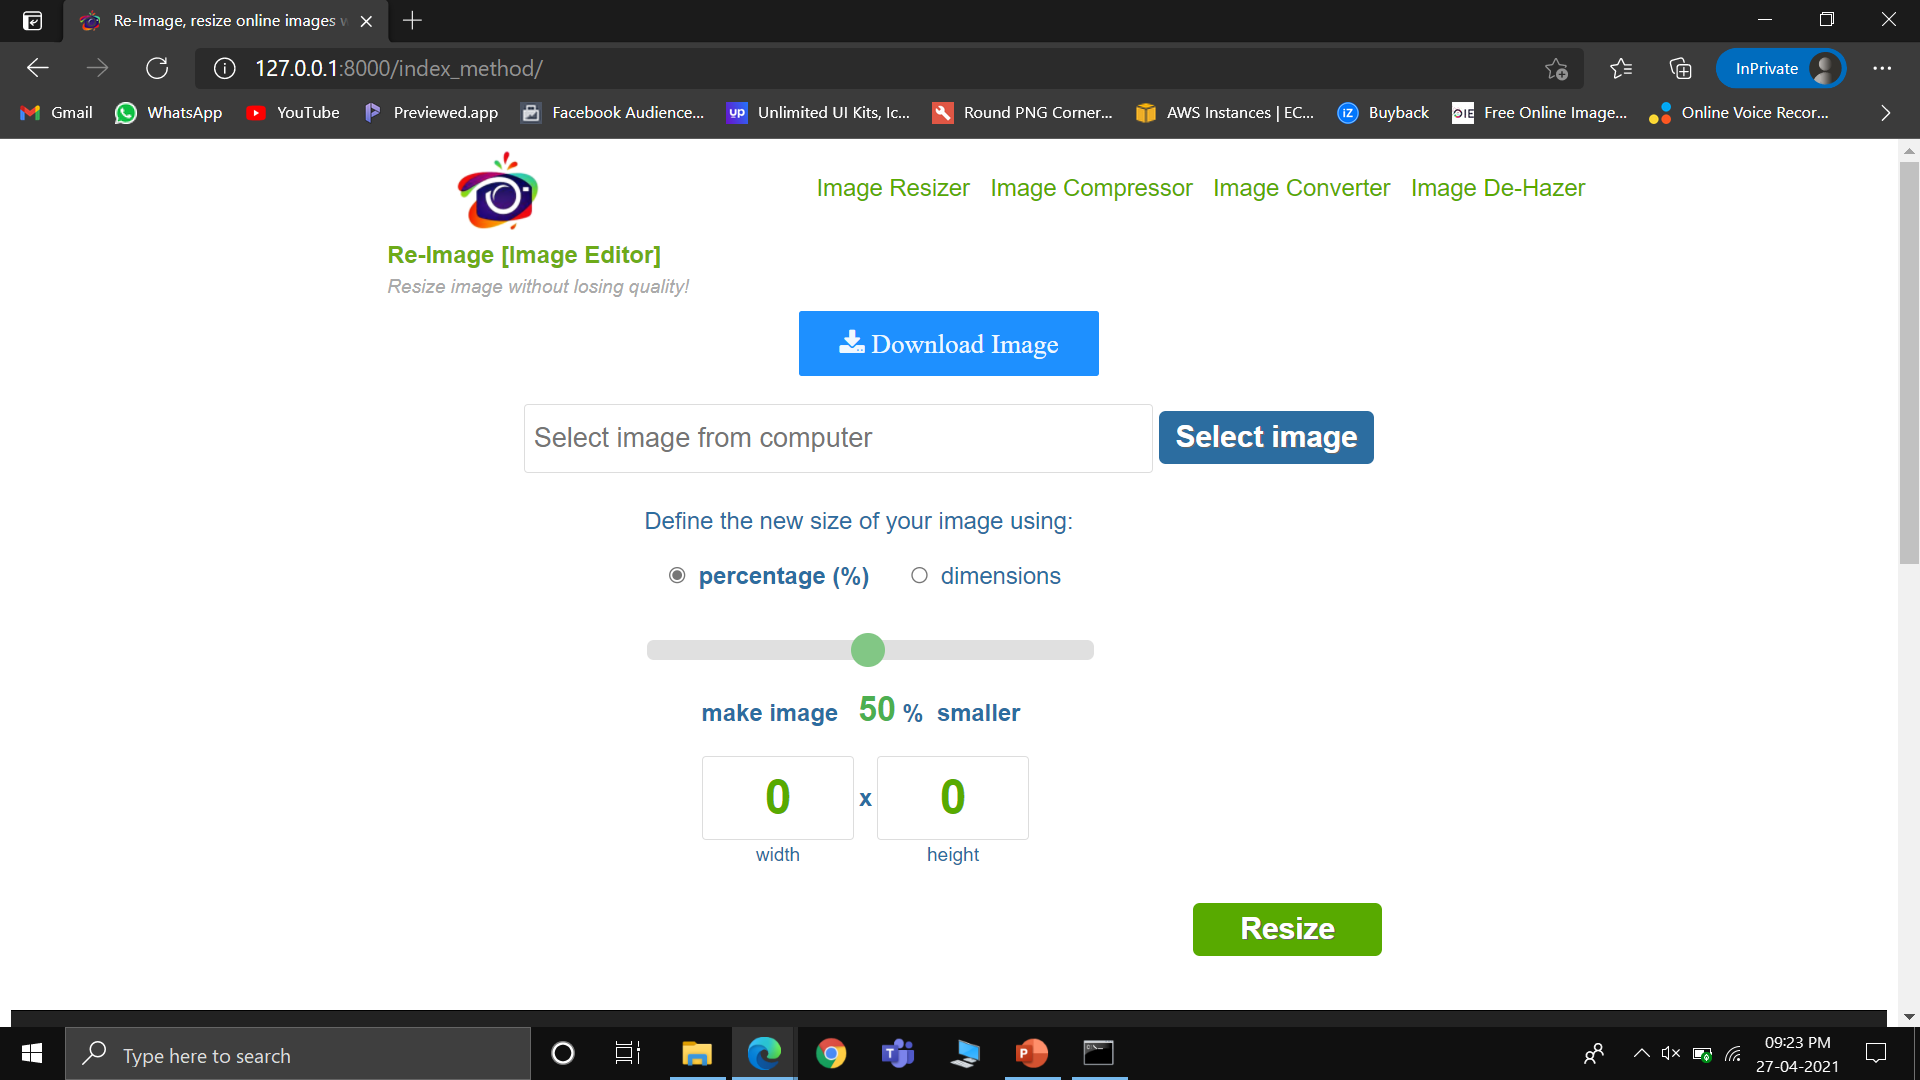 Re-Image, resize online images w
127.0.0.1:8000/index_method/
InPrivate
Gmail
WhatsApp
YouTube
Previewed.app
Facebook Audience...
up
Unlimited UI Kits, Ic...
Round PNG Corner...
AWS Instances | EC...
iZ
Buyback
OIE
Free Online Image...
Online Voice Recor...
Image Resizer
Image Compressor
Image Converter
Image De-Hazer
Re-Image [Image Editor]
Resize image without losing quality!
Download Image
Select image from computer
Select image
Define the new size of your image using:
percentage (%)
dimensions
make image 50 % smaller
0 x 0
width
height
Resize
Type here to search
T
P
09:23 PM
27-04-2021